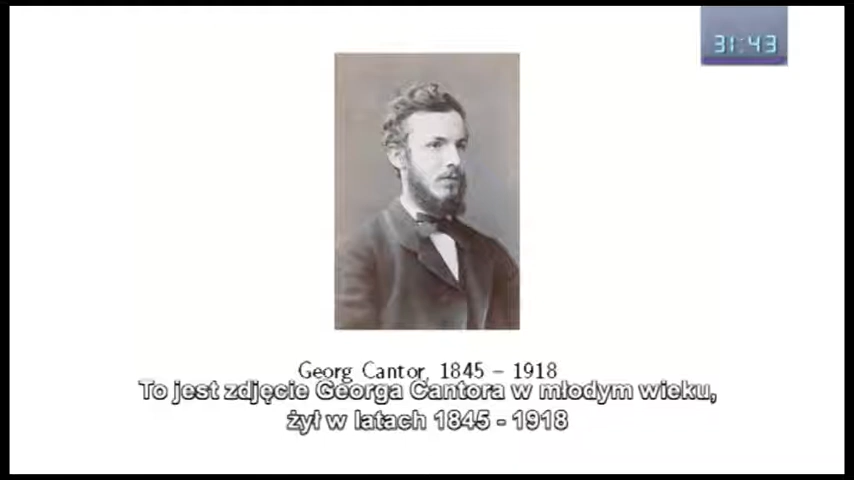 31:43
Georg Cantor, 1845 – 1918
To jest zdjęcie Georga Cantora w młodym wieku,
żył w latach 1845 - 1918